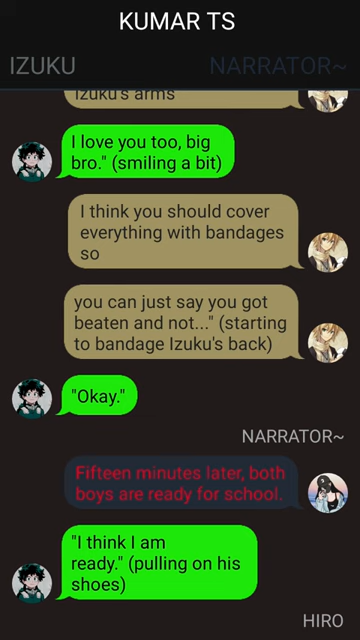 KUMAR TS
IZUKU
NARRATOR~
Izuku's arms
I love you too, big
bro." (smiling a bit)
I think you should cover
everything with bandages
so
you can just say you got
beaten and not..." (starting
to bandage Izuku's back)
"Okay."
NARRATOR~
Fifteen minutes later, both
boys are ready for school.
"I think I am
ready." (pulling on his
shoes)
HIRO